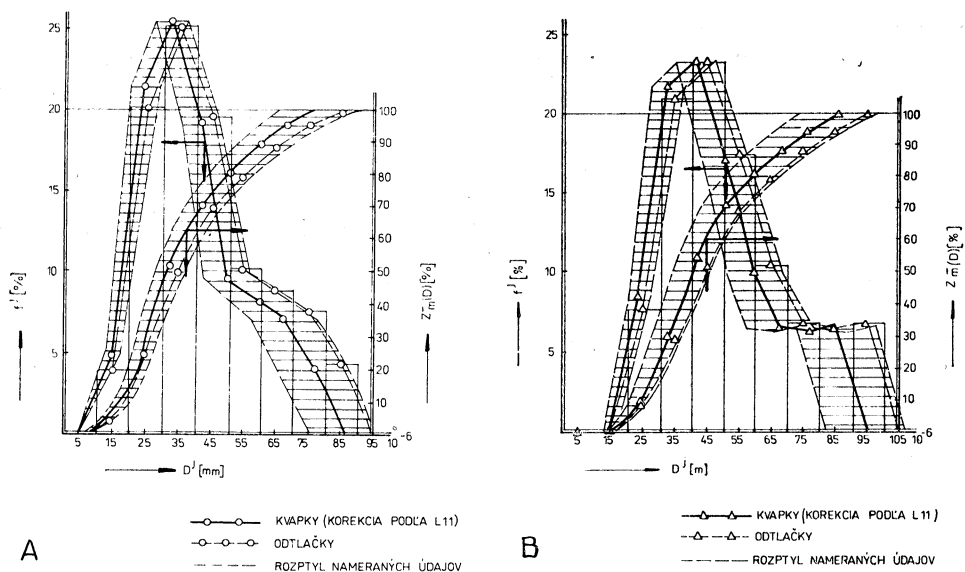 25
20
15
10
5
f^J [%]
100
90
80
70
60
50
40
30
20
10
Z_m̄(D)[%]
5 15 25 35 45 55 65 75 85 95 10^-6
D^J [mm]
KVAPKY (KOREKCIA PODĽA L11)
ODTLAČKY
ROZPTYL NAMERANÝCH ÚDAJOV
A
25
20
15
10
5
f^J [%]
100
90
80
70
60
50
40
30
20
10
Z m̄(D) [%]
5 15 25 35 45 55 65 75 85 95 105 10^-6
D^J [m]
KVAPKY (KOREKCIA PODĽA L11)
ODTLAČKY
ROZPTYL NAMERANÝCH ÚDAJOV
B